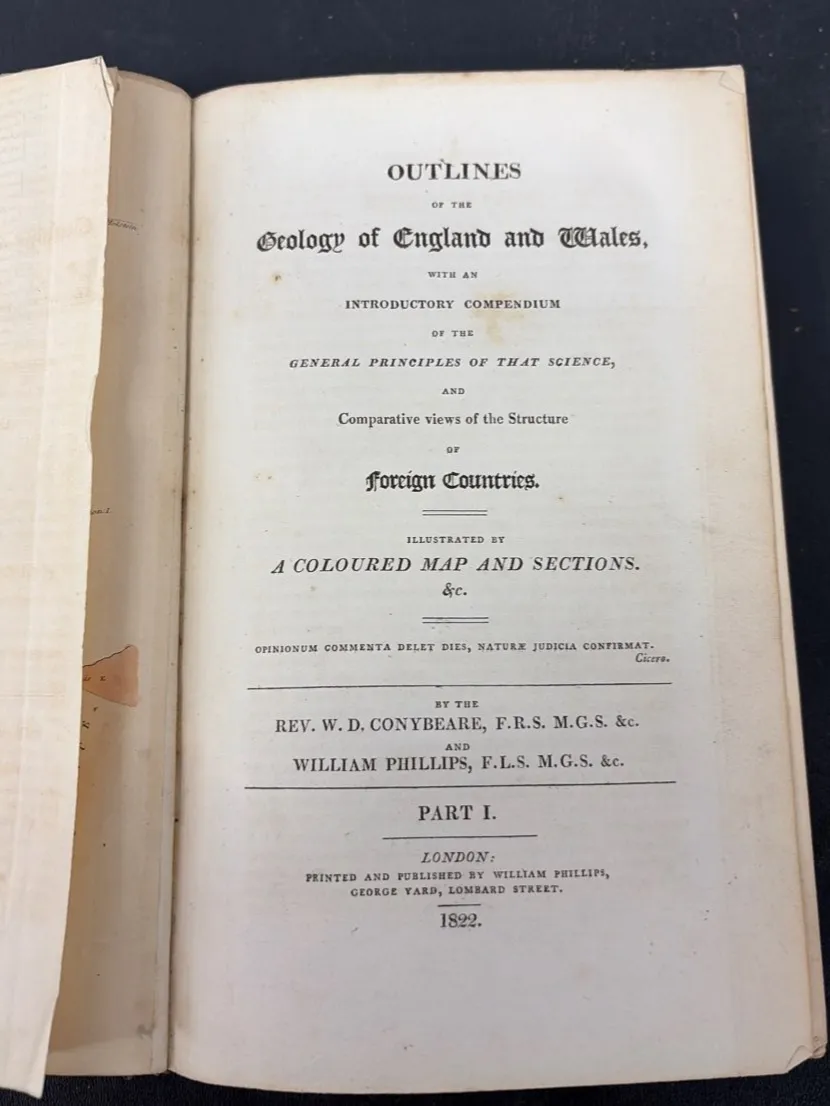 OUTLINES
OF THE
Geology of England and Wales,
WITH AN
INTRODUCTORY COMPENDIUM
OF THE
GENERAL PRINCIPLES OF THAT SCIENCE,
AND
Comparative views of the Structure
OF
Foreign Countries.
ILLUSTRATED BY
A COLOURED MAP AND SECTIONS.
&c.
OPINIONUM COMMENTA DELET DIES, NATURÆ JUDICIA CONFIRMAT.
Cicero.
BY THE
REV. W. D. CONYBEARE, F.R.S. M.G.S. &c.
AND
WILLIAM PHILLIPS, F.L.S. M.G.S. &c.
PART I.
LONDON:
PRINTED AND PUBLISHED BY WILLIAM PHILLIPS,
GEORGE YARD, LOMBARD STREET.
1822.